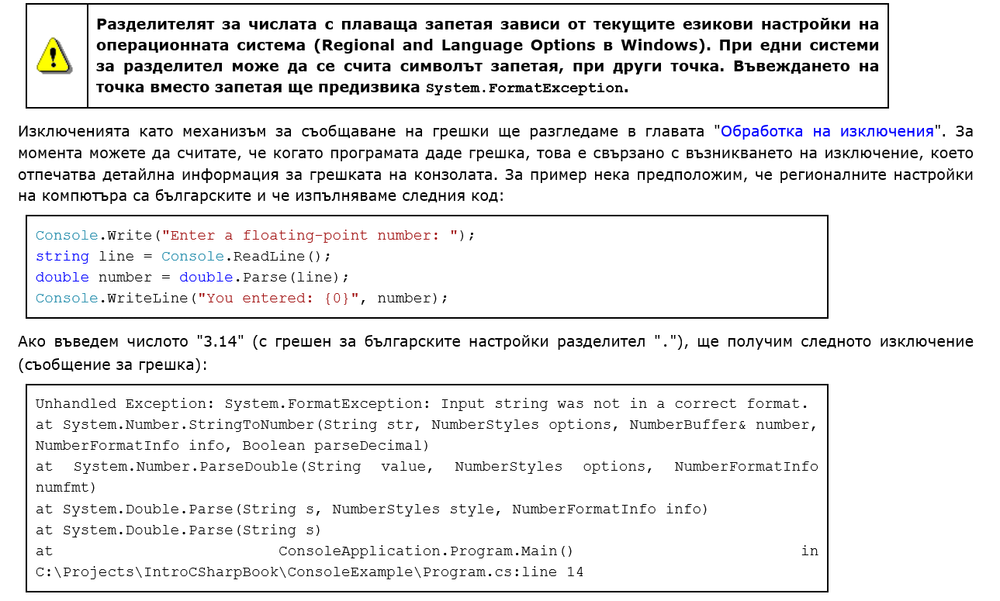 Разделителят за числата с плаваща запетая зависи от текущите езикови настройки на
операционната система (Regional and Language Options в Windows). При едни системи
за разделител може да се счита символът запетая, при други точка. Въвеждането на
точка вместо запетая ще предизвика System.FormatException.
Изключенията като механизъм за съобщаване на грешки ще разгледаме в главата "Обработка на изключения". За
момента можете да считате, че когато програмата даде грешка, това е свързано с възникването на изключение, което
отпечатва детайлна информация за грешката на конзолата. За пример нека предположим, че регионалните настройки
на компютъра са българските и че изпълняваме следния код:
Console.Write("Enter a floating-point number: ");
string line = Console.ReadLine();
double number = double.Parse(line);
Console.WriteLine("You entered: {0}", number);
Ако въведем числото "3.14" (с грешен за българските настройки разделител "."), ще получим следното изключение
(съобщение за грешка):
Unhandled Exception: System.FormatException: Input string was not in a correct format.
at System.Number.StringToNumber(String str, NumberStyles options, NumberBuffer& number,
NumberFormatInfo info, Boolean parseDecimal)
at System.Number.ParseDouble(String value, NumberStyles options, NumberFormatInfo
numfmt)
at System.Double.Parse(String s, NumberStyles style, NumberFormatInfo info)
at System.Double.Parse(String s)
at ConsoleApplication.Program.Main() in
C:\Projects\IntroCSharpBook\ConsoleExample\Program.cs:line 14